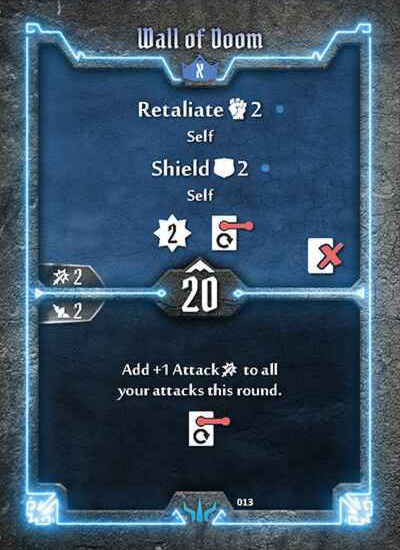 Wall of Doom
X
Retaliate 2
Self
Shield 2
Self
2
2
20
2
Add +1 Attack to all
your attacks this round.
013